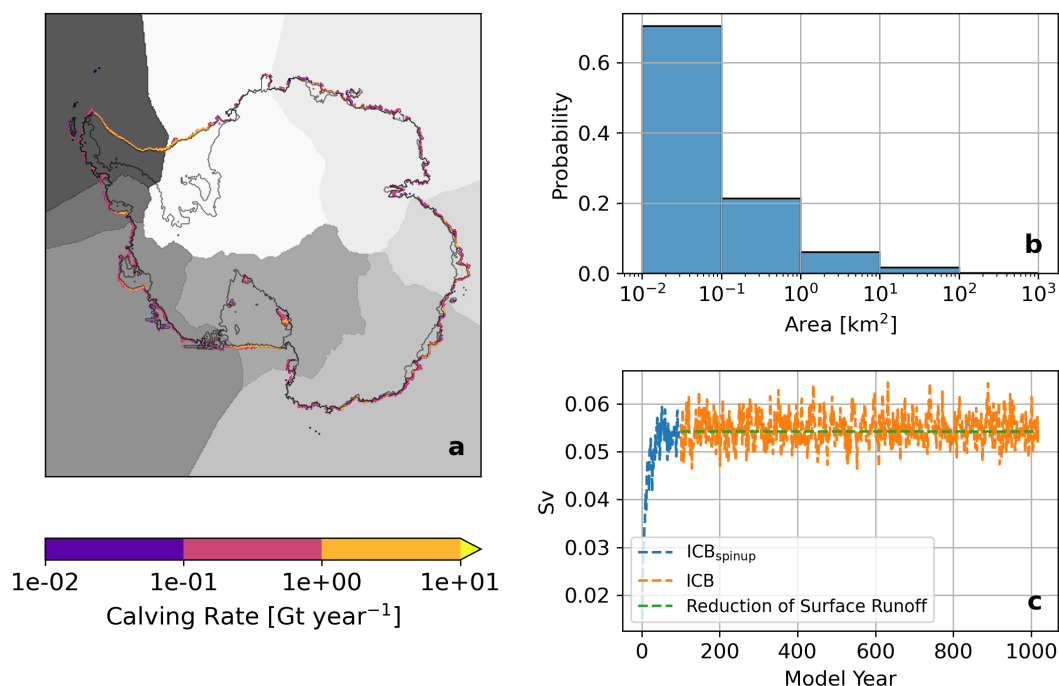 a
1e-02 1e-01 1e+00 1e+01
Calving Rate [Gt year⁻¹]
0.6
0.4
0.2
0.0
Probability
b
10⁻² 10⁻¹ 10⁰ 10¹ 10² 10³
Area [km²]
0.06
0.05
0.04
0.03
0.02
Sv
ICBspinup
ICB
Reduction of Surface Runoff
c
0 200 400 600 800 1000
Model Year